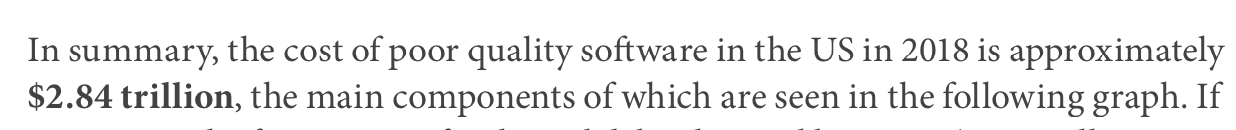 In summary, the cost of poor quality software in the US in 2018 is approximately
$2.84 trillion, the main components of which are seen in the following graph. If